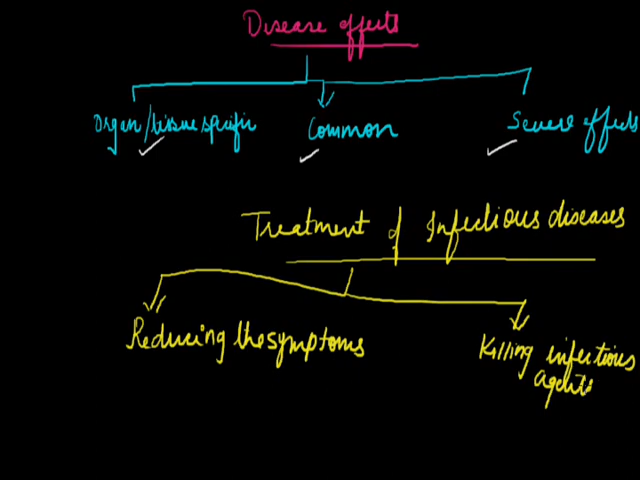 Disease effects
Organ/tissue specific Common Severe effects
Treatment of Infectious diseases
Reducing the symptoms Killing infectious
agents